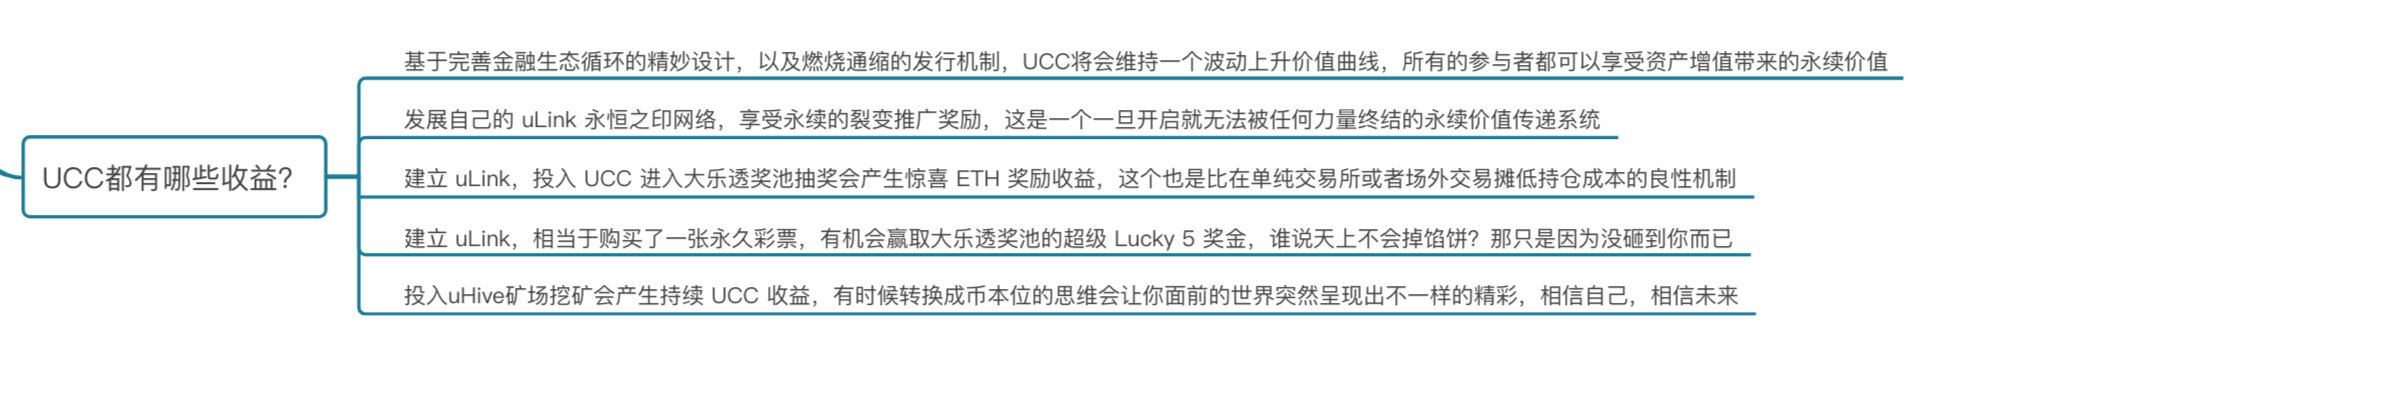 基于完善金融生态循环的精妙设计，以及燃烧通缩的发行机制，UCC将会维持一个波动上升价值曲线，所有的参与者都可以享受资产增值带来的永续价值
发展自己的 uLink 永恒之印网络，享受永续的裂变推广奖励，这是一个一旦开启就无法被任何力量终结的永续价值传递系统
UCC都有哪些收益？
建立 uLink，投入 UCC 进入大乐透奖池抽奖会产生惊喜 ETH 奖励收益，这个也是比在单纯交易所或者场外交易摊低持仓成本的良性机制
建立 uLink，相当于购买了一张永久彩票，有机会赢取大乐透奖池的超级 Lucky 5 奖金，谁说天上不会掉馅饼？那只是因为没砸到你而已
投入uHive矿场挖矿会产生持续 UCC 收益，有时候转换成币本位的思维会让你面前的世界突然呈现出不一样的精彩，相信自己，相信未来